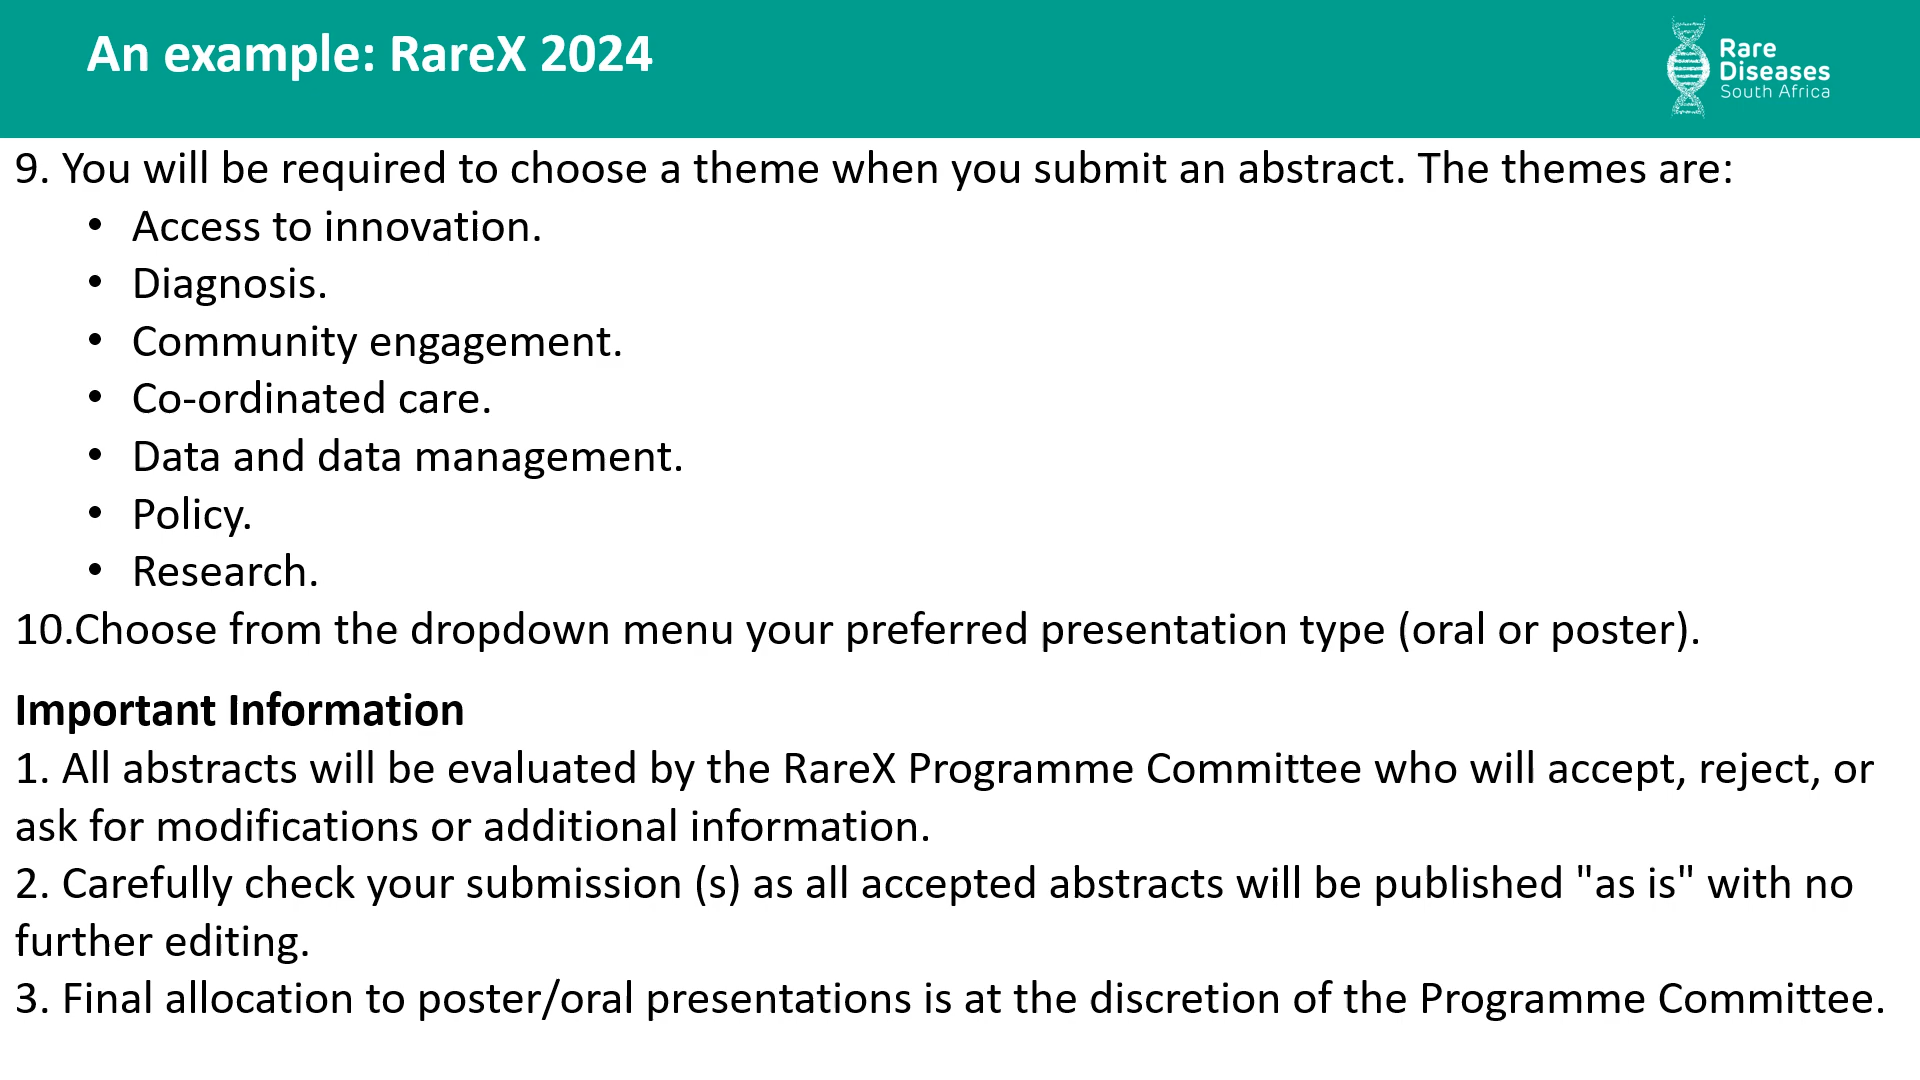 An example: RareX 2024
Rare
Diseases
South Africa
9. You will be required to choose a theme when you submit an abstract. The themes are:
• Access to innovation.
• Diagnosis.
• Community engagement.
• Co-ordinated care.
• Data and data management.
• Policy.
• Research.
10.Choose from the dropdown menu your preferred presentation type (oral or poster).
Important Information
1. All abstracts will be evaluated by the RareX Programme Committee who will accept, reject, or
ask for modifications or additional information.
2. Carefully check your submission (s) as all accepted abstracts will be published "as is" with no
further editing.
3. Final allocation to poster/oral presentations is at the discretion of the Programme Committee.